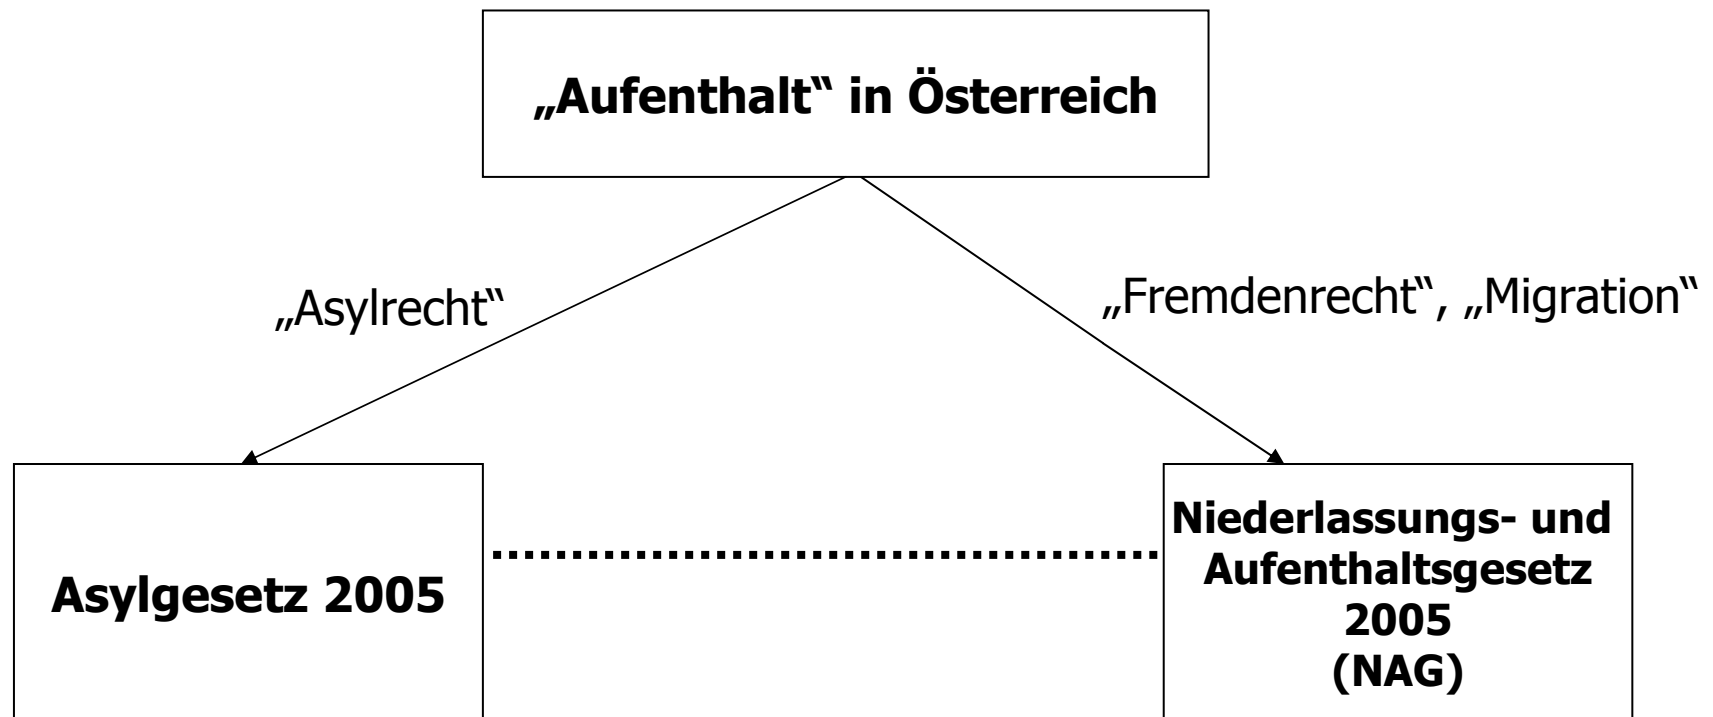 „Aufenthalt“ in Österreich
„Asylrecht“
„Fremdenrecht“, „Migration“
Asylgesetz 2005
Niederlassungs- und
Aufenthaltsgesetz
2005
(NAG)